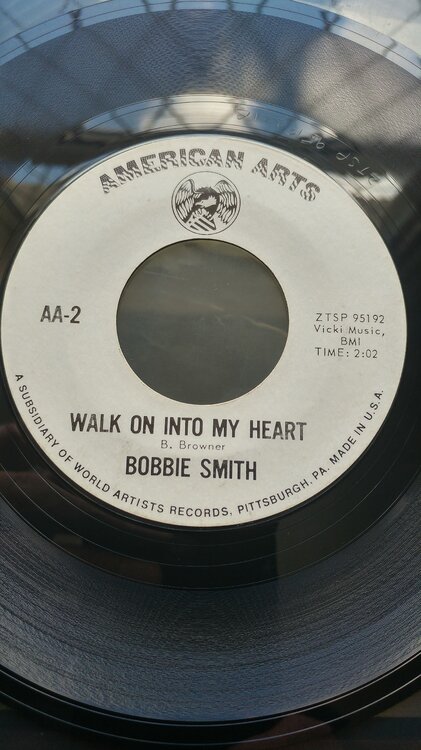 AMERICAN ARTS
AA-2
ZTSP 95192
Vicki Music,
BMI
TIME: 2:02
WALK ON INTO MY HEART
B. Browner
BOBBIE SMITH
A SUBSIDIARY OF WORLD ARTISTS RECORDS, PITTSBURGH, PA. MADE IN U.S.A.